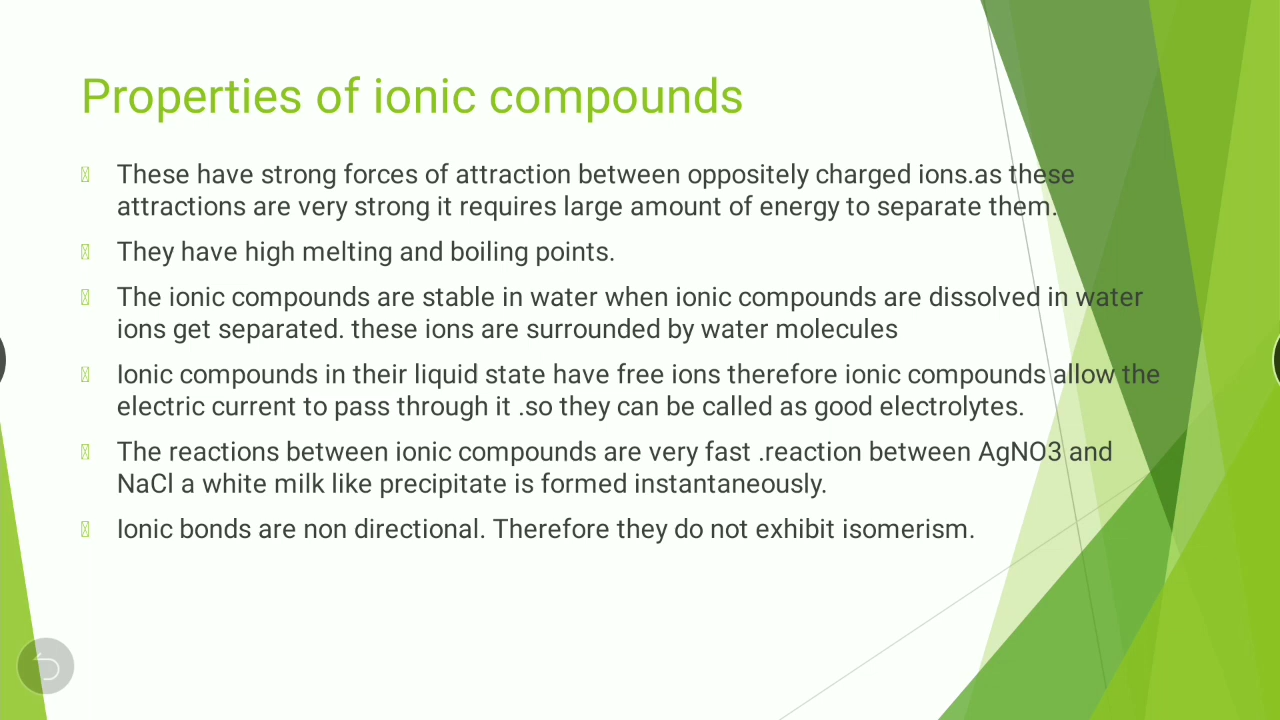 Properties of ionic compounds
These have strong forces of attraction between oppositely charged ions.as these
attractions are very strong it requires large amount of energy to separate them.
They have high melting and boiling points.
The ionic compounds are stable in water when ionic compounds are dissolved in water
ions get separated. these ions are surrounded by water molecules
Ionic compounds in their liquid state have free ions therefore ionic compounds allow the
electric current to pass through it .so they can be called as good electrolytes.
The reactions between ionic compounds are very fast .reaction between AgNO3 and
NaCl a white milk like precipitate is formed instantaneously.
Ionic bonds are non directional. Therefore they do not exhibit isomerism.